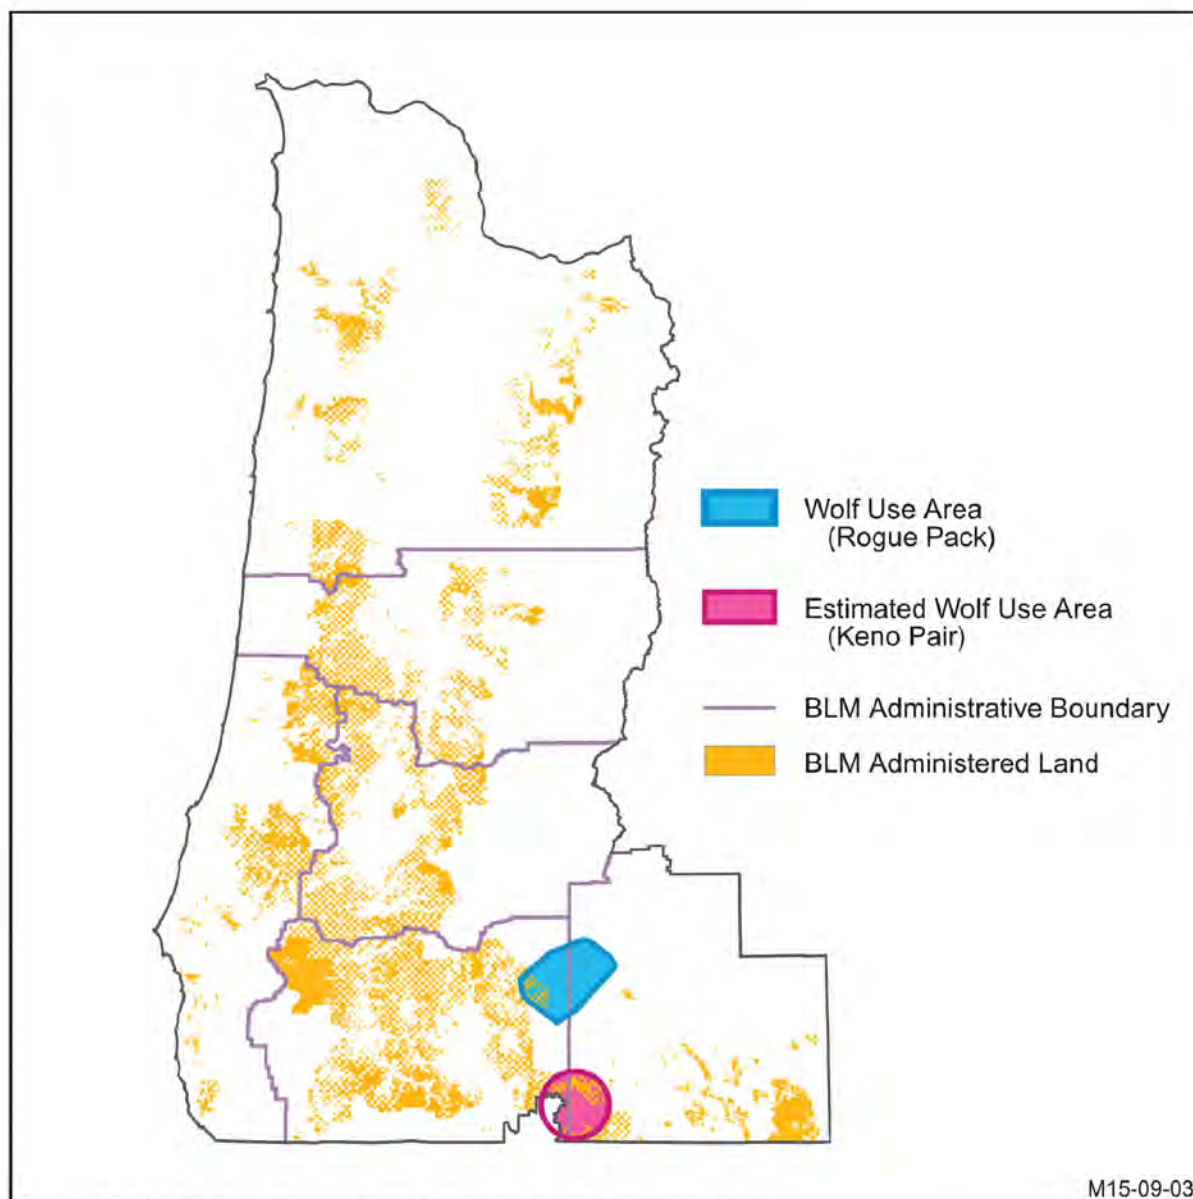 Wolf Use Area
(Rogue Pack)
Estimated Wolf Use Area
(Keno Pair)
BLM Administrative Boundary
BLM Administered Land
M15-09-03